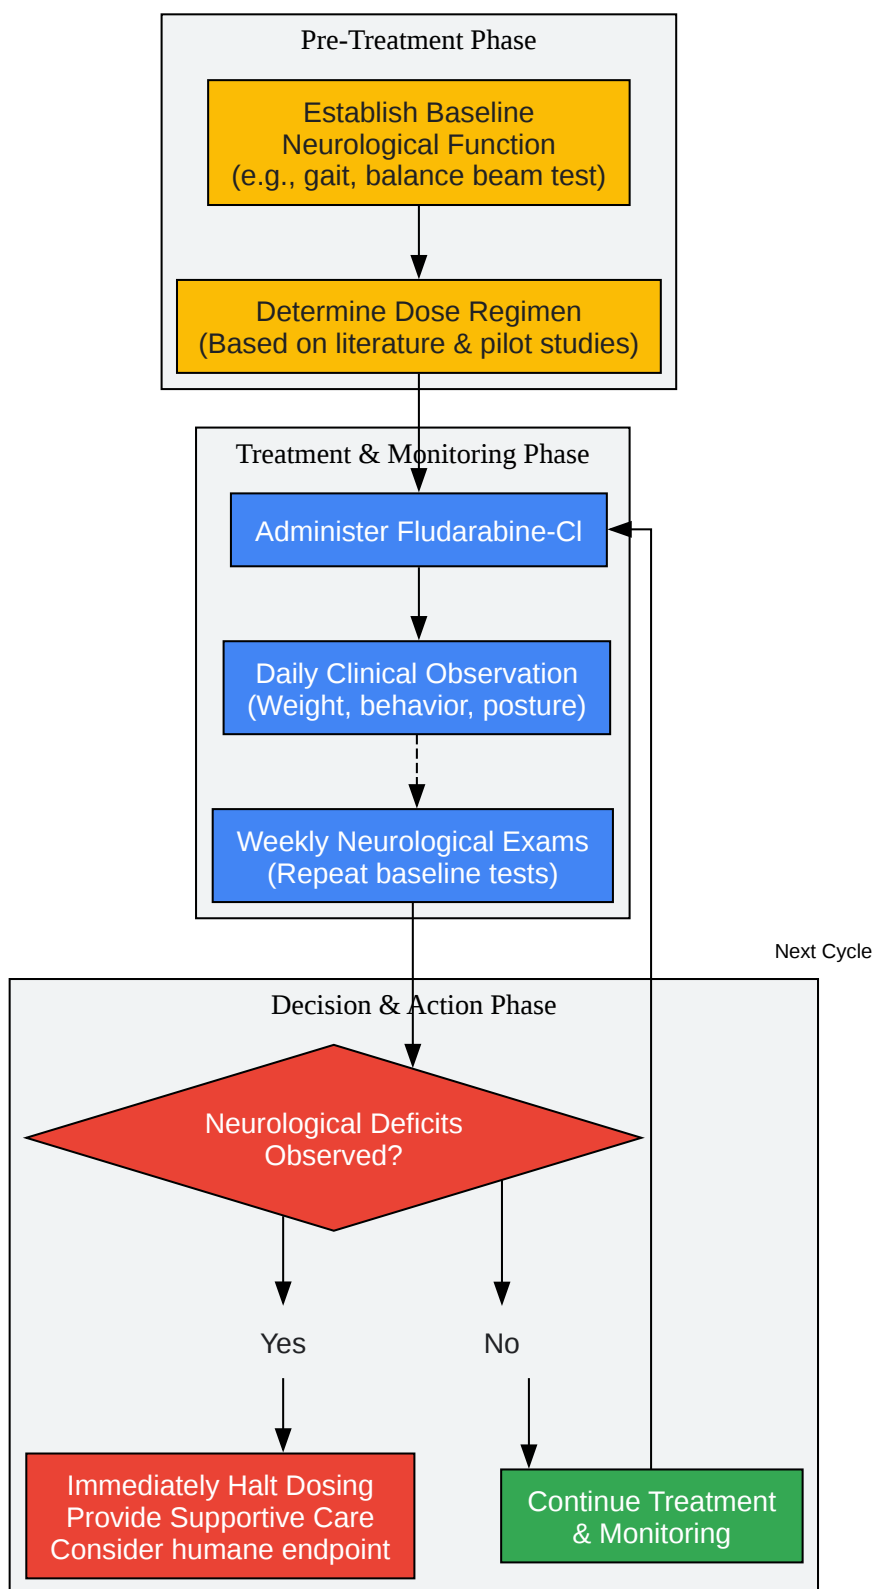 Pre-Treatment Phase
Establish Baseline
Neurological Function
(e.g., gait, balance beam test)
Determine Dose Regimen
(Based on literature & pilot studies)
Treatment & Monitoring Phase
Administer Fludarabine-Cl
Daily Clinical Observation
(Weight, behavior, posture)
Weekly Neurological Exams
(Repeat baseline tests)
Next Cycle
Decision & Action Phase
Neurological Deficits
Observed?
Yes
No
Immediately Halt Dosing
Provide Supportive Care
Consider humane endpoint
Continue Treatment
& Monitoring